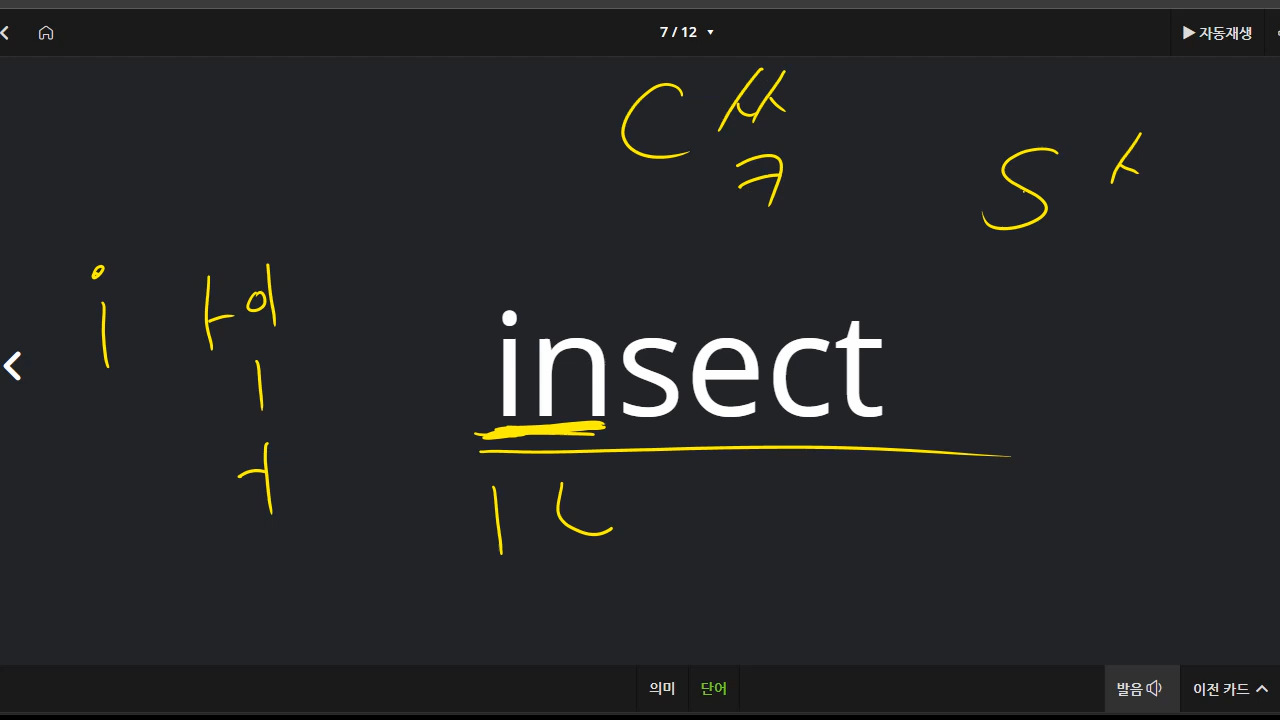 7 / 12
자동재생
C ㅆ
ㅋ
S ㅅ
i ㅏ
ㅣ
ㅓ
insect
ㅣ ㄴ
의미 단어 발음 이전 카드